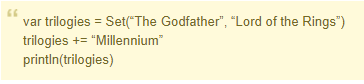 var trilogies = Set(“The Godfather”, “Lord of the Rings”)
trilogies += “Millennium”
println(trilogies)